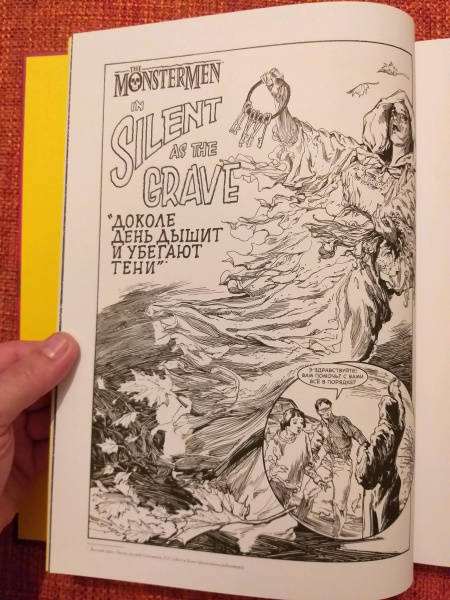 THE
MONSTERMEN
IN
SILENT
AS THE
GRAVE
"ДОКОЛЕ
ДЕНЬ ДЫШИТ
И УБЕГАЮТ
ТЕНИ"*
Э-ЗДРАВСТВУЙТЕ!
ВАМ ПОМОЧЬ? С ВАМИ
ВСЁ В ПОРЯДКЕ?